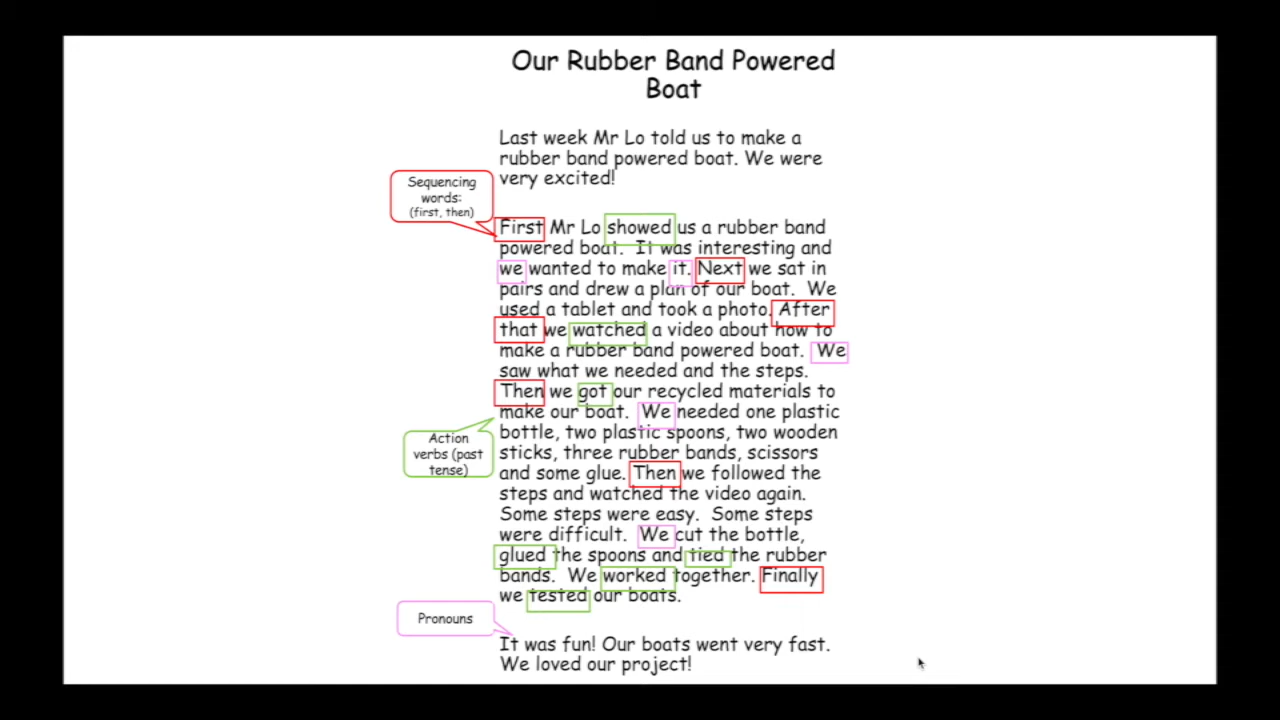 Our Rubber Band Powered
Boat
Last week Mr Lo told us to make a
rubber band powered boat. We were
very excited!
Sequencing
words:
(first, then)
First Mr Lo showed us a rubber band
powered boat. It was interesting and
we wanted to make it. Next we sat in
pairs and drew a plan of our boat. We
used a tablet and took a photo. After
that we watched a video about how to
make a rubber band powered boat. We
saw what we needed and the steps.
Then we got our recycled materials to
make our boat. We needed one plastic
bottle, two plastic spoons, two wooden
sticks, three rubber bands, scissors
and some glue. Then we followed the
steps and watched the video again.
Some steps were easy. Some steps
were difficult. We cut the bottle,
glued the spoons and tied the rubber
bands. We worked together. Finally
we tested our boats.
Action
verbs (past
tense)
Pronouns
It was fun! Our boats went very fast.
We loved our project!